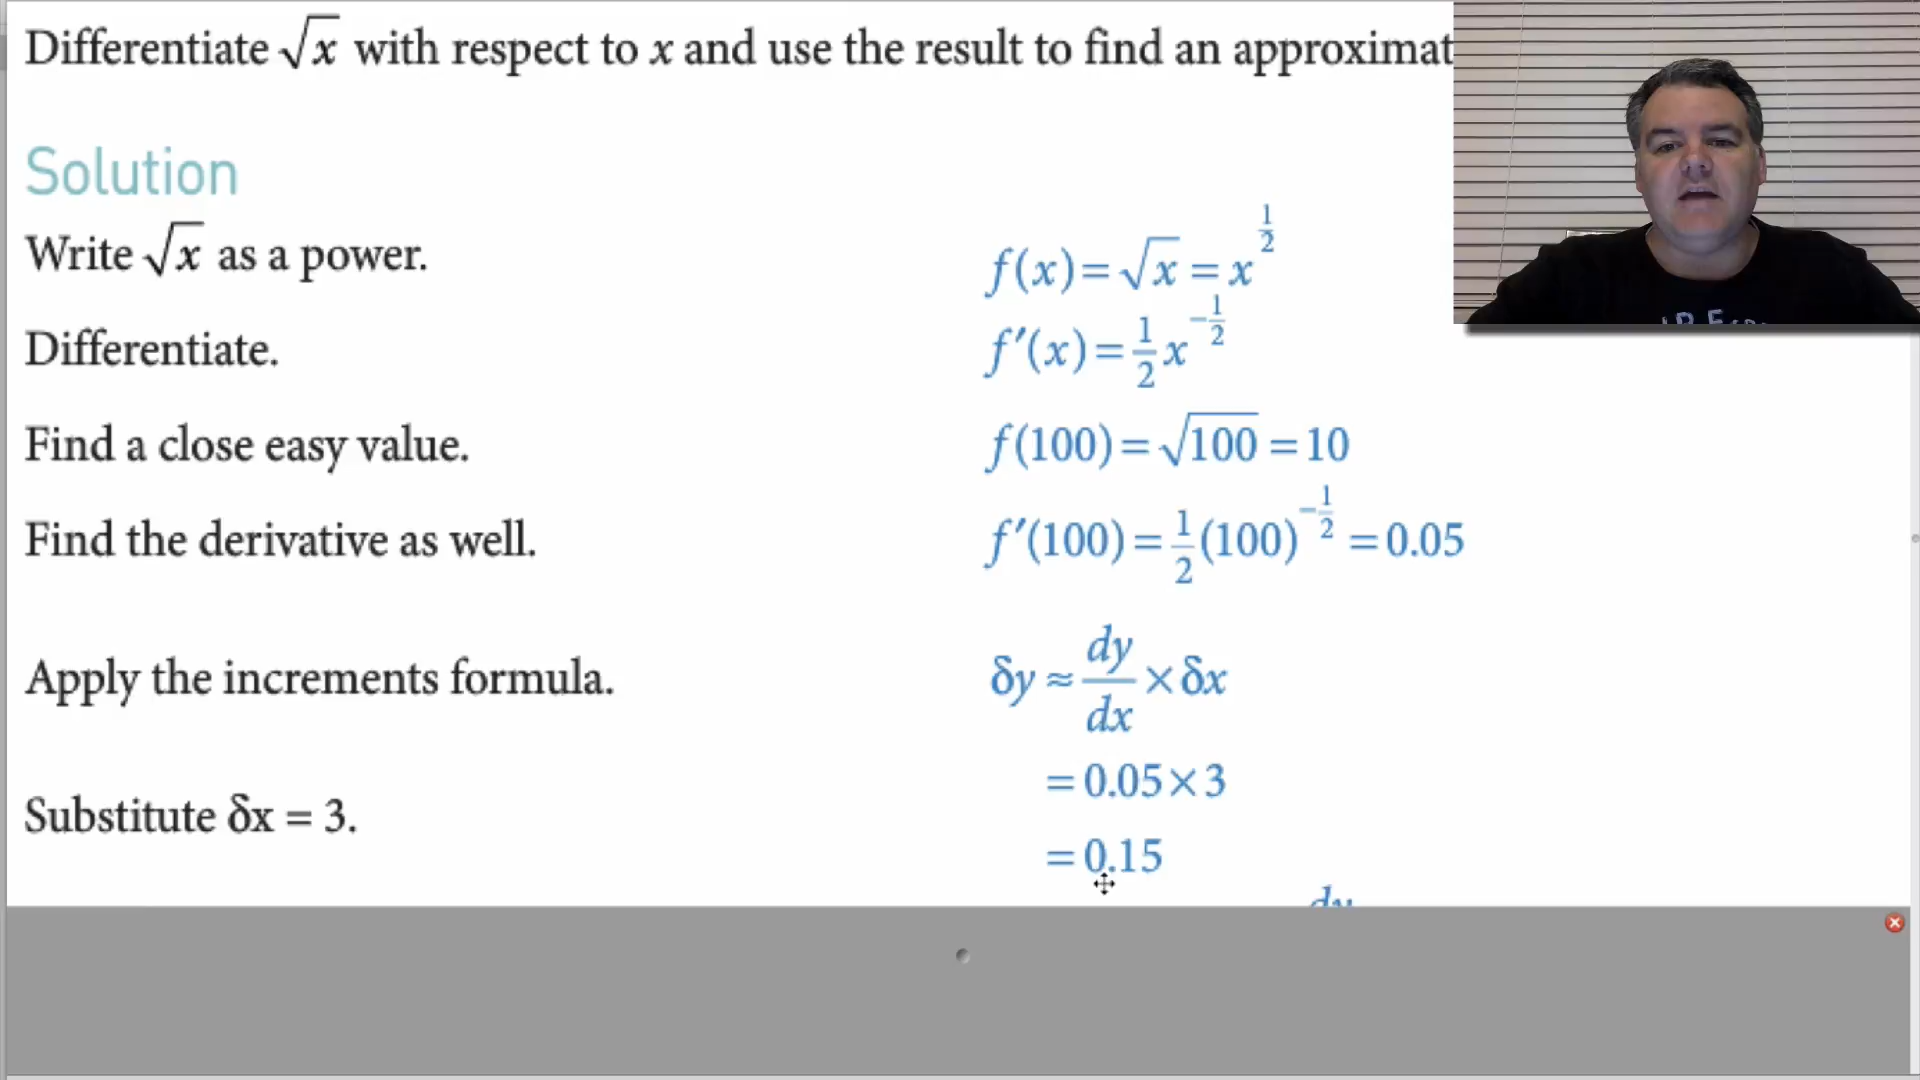 Differentiate √x with respect to x and use the result to find an approximat
Solution
Write √x as a power.
f(x) = √x = x^(1/2)
Differentiate.
f′(x) = 1/2 x^(-1/2)
Find a close easy value.
f(100) = √100 = 10
Find the derivative as well.
f′(100) = 1/2 (100)^(-1/2) = 0.05
Apply the increments formula.
δy ≈ dy/dx × δx
= 0.05 × 3
Substitute δx = 3.
= 0.15